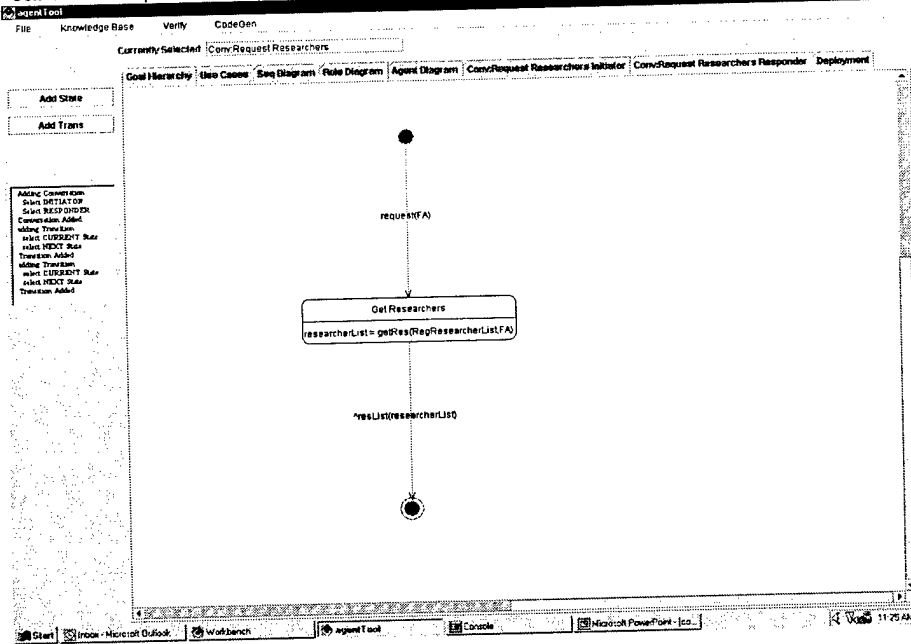 agentTool
File Knowledge Base Verify CodeGen
Currently Selected Conv:Request Researchers
Goal Hierarchy Use Cases Seq Diagram Role Diagram Agent Diagram Conv:Request Researchers Initiator Conv:Request Researchers Responder Deployment
Add State
Add Trans
Adding Conversation
Select INITIATOR
Select RESPONDER
Conversation Added
adding Transition
select CURRENT State
select NEXT State
Transition Added
adding Transition
select CURRENT State
select NEXT State
Transition Added
request(FA)
Get Researchers
researcherList = getRes(RegResearcherList,FA)
^resList(researcherList)
Start Inbox - Microsoft Outlook Workbench agentTool Console Microsoft PowerPoint - [co... 11:25 AM